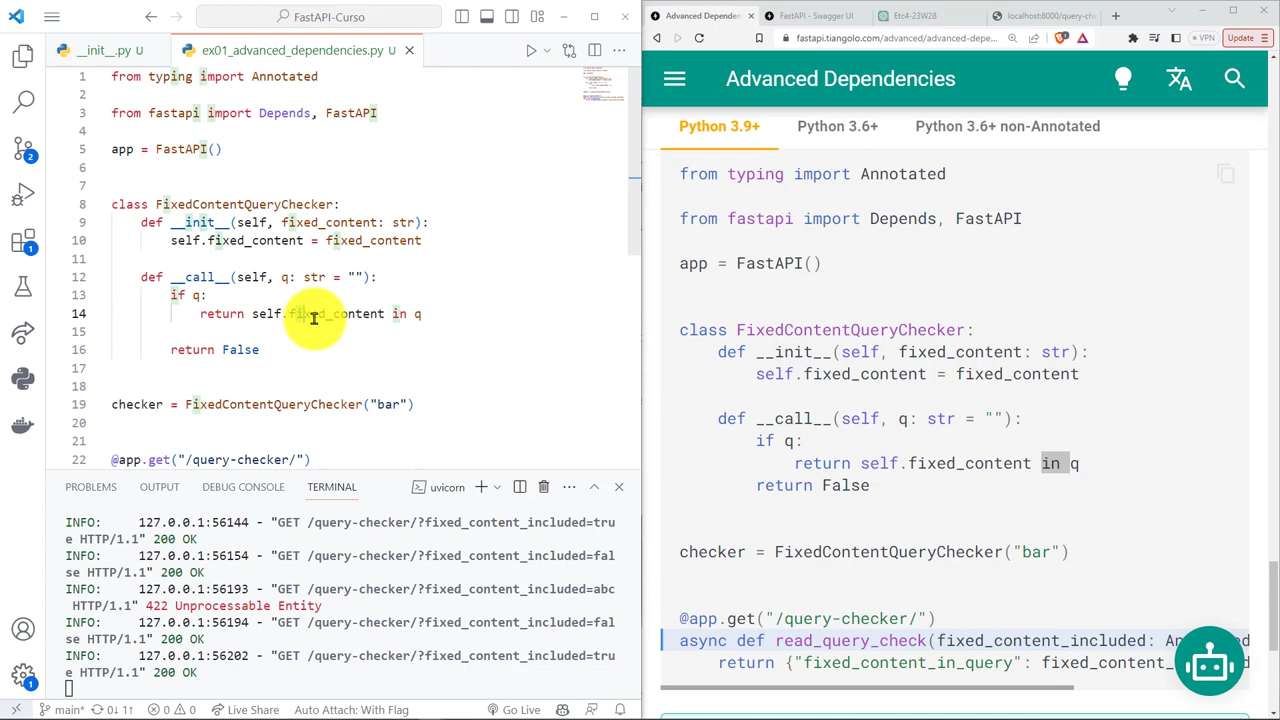 FastAPI-Curso
__init__.py U
ex01_advanced_dependencies.py U
1 from typing import Annotated
2
3 from fastapi import Depends, FastAPI
4
5 app = FastAPI()
6
7
8 class FixedContentQueryChecker:
9 def __init__(self, fixed_content: str):
10 self.fixed_content = fixed_content
11
12 def __call__(self, q: str = ""):
13 if q:
14 return self.fixed_content in q
15
16 return False
17
18
19 checker = FixedContentQueryChecker("bar")
20
21
22 @app.get("/query-checker/")
2
1
PROBLEMS OUTPUT DEBUG CONSOLE TERMINAL uvicorn
INFO: 127.0.0.1:56144 - "GET /query-checker/?fixed_content_included=tru
e HTTP/1.1" 200 OK
INFO: 127.0.0.1:56154 - "GET /query-checker/?fixed_content_included=fal
se HTTP/1.1" 200 OK
INFO: 127.0.0.1:56193 - "GET /query-checker/?fixed_content_included=abc
HTTP/1.1" 422 Unprocessable Entity
INFO: 127.0.0.1:56194 - "GET /query-checker/?fixed_content_included=fal
se HTTP/1.1" 200 OK
INFO: 127.0.0.1:56202 - "GET /query-checker/?fixed_content_included=tru
e HTTP/1.1" 200 OK
1
main* 0↓ 1↑ 0 0 Live Share Auto Attach: With Flag Go Live
Advanced Dependen
FastAPI - Swagger UI
Etc4-23W28
localhost:8000/query-che
fastapi.tiangolo.com/advanced/advanced-depe...
VPN
Update
Advanced Dependencies
Python 3.9+ Python 3.6+ Python 3.6+ non-Annotated
from typing import Annotated
from fastapi import Depends, FastAPI
app = FastAPI()
class FixedContentQueryChecker:
def __init__(self, fixed_content: str):
self.fixed_content = fixed_content
def __call__(self, q: str = ""):
if q:
return self.fixed_content in q
return False
checker = FixedContentQueryChecker("bar")
@app.get("/query-checker/")
async def read_query_check(fixed_content_included:
return {"fixed_content_in_query": fixed_content_